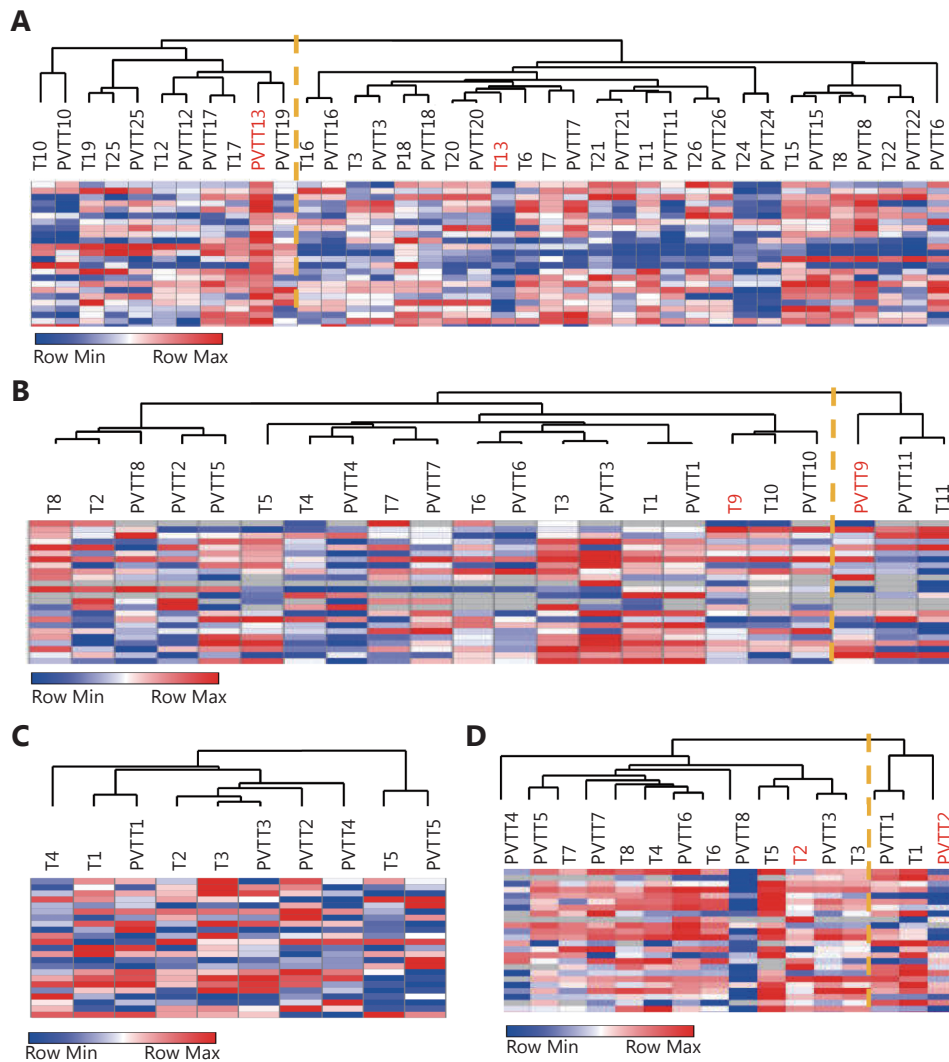 A
T10 PVTT10 T19 T25 PVTT25 T12 PVTT12 PVTT17 T17 PVTT13 PVTT19 T16 PVTT16 T3 PVTT3 P18 PVTT18 T20 PVTT20 T13 T6 T7 PVTT7 T21 PVTT21 T11 PVTT11 T26 PVTT26 T24 PVTT24 T15 PVTT15 T8 PVTT8 T22 PVTT22 PVTT6
Row Min Row Max
B
T8 T2 PVTT8 PVTT2 PVTT5 T5 T4 PVTT4 T7 PVTT7 T6 PVTT6 T3 PVTT3 T1 PVTT1 T9 T10 PVTT10 PVTT9 PVTT11 T11
Row Min Row Max
C
T4 T1 PVTT1 T2 T3 PVTT3 PVTT2 PVTT4 T5 PVTT5
Row Min Row Max
D
PVTT4 PVTT5 T7 PVTT7 T8 T4 PVTT6 T6 PVTT8 T5 T2 PVTT3 T3 PVTT1 T1 PVTT2
Row Min Row Max